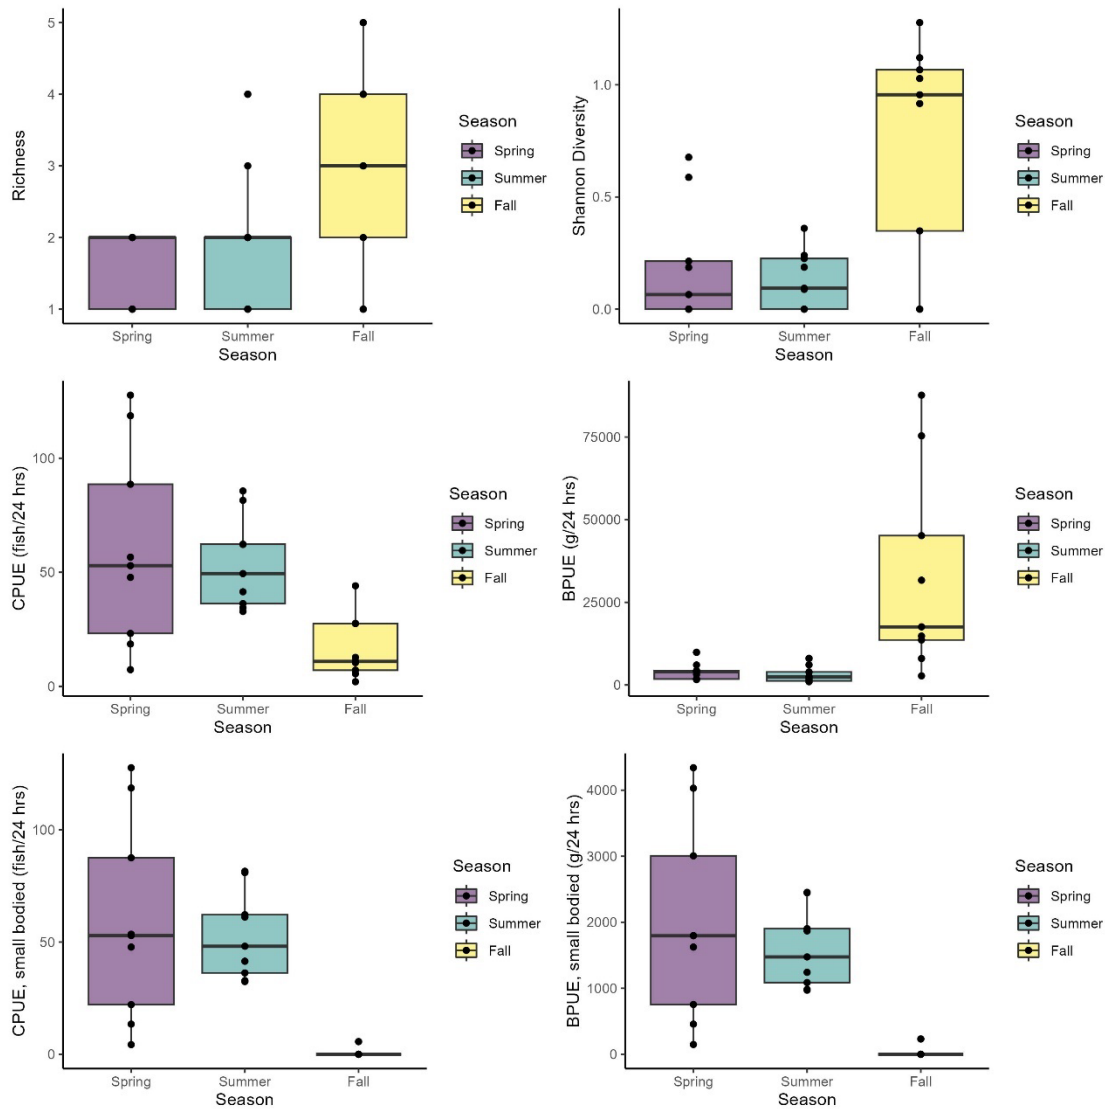 Richness
5
4
3
2
1
Spring
Summer
Fall
Season
Season
Spring
Summer
Fall
Shannon Diversity
1.0
0.5
0.0
Spring
Summer
Fall
Season
Season
Spring
Summer
Fall
CPUE (fish/24 hrs)
100
50
0
Spring
Summer
Fall
Season
Season
Spring
Summer
Fall
BPUE (g/24 hrs)
75000
50000
25000
0
Spring
Summer
Fall
Season
Season
Spring
Summer
Fall
CPUE, small bodied (fish/24 hrs)
100
50
0
Spring
Summer
Fall
Season
Season
Spring
Summer
Fall
BPUE, small bodied (g/24 hrs)
4000
3000
2000
1000
0
Spring
Summer
Fall
Season
Season
Spring
Summer
Fall